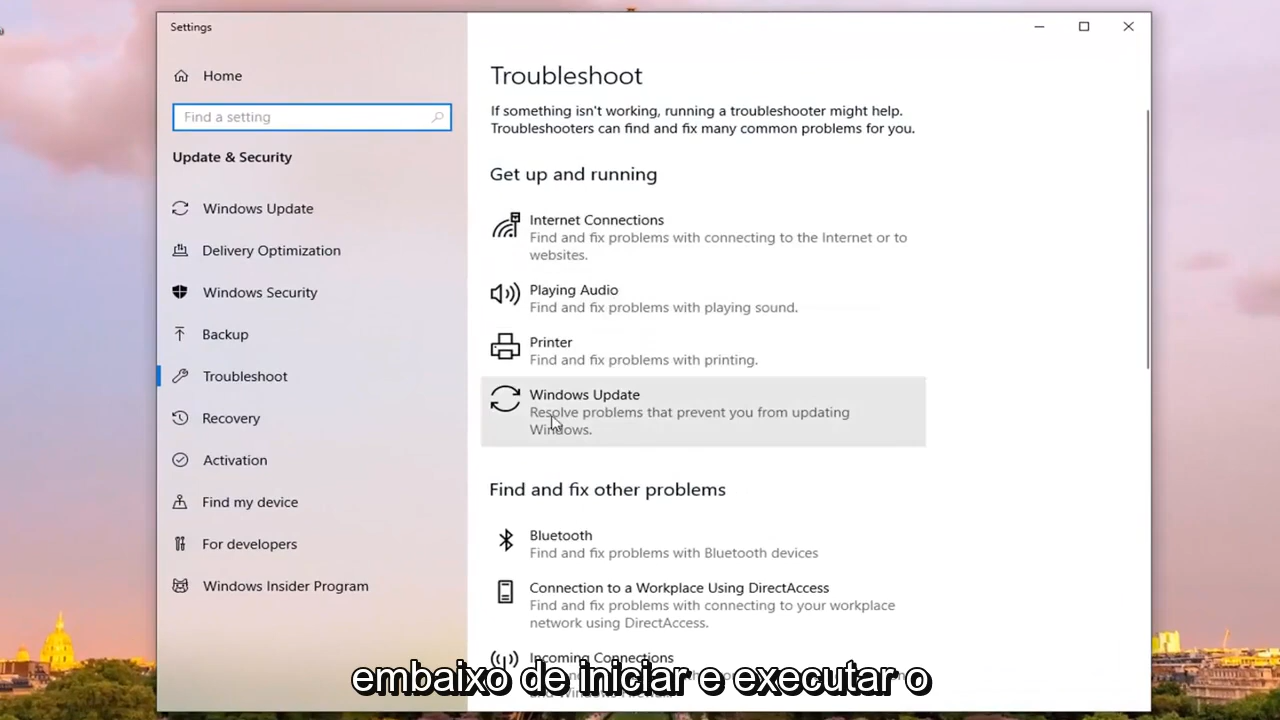 Settings
Home
Find a setting
Update & Security
Windows Update
Delivery Optimization
Windows Security
Backup
Troubleshoot
Recovery
Activation
Find my device
For developers
Windows Insider Program
Troubleshoot
If something isn't working, running a troubleshooter might help.
Troubleshooters can find and fix many common problems for you.
Get up and running
Internet Connections
Find and fix problems with connecting to the Internet or to
websites.
Playing Audio
Find and fix problems with playing sound.
Printer
Find and fix problems with printing.
Windows Update
Resolve problems that prevent you from updating
Windows.
Find and fix other problems
Bluetooth
Find and fix problems with Bluetooth devices
Connection to a Workplace Using DirectAccess
Find and fix problems with connecting to your workplace
network using DirectAccess.
Incoming Connections
embaixo de iniciar e executar o